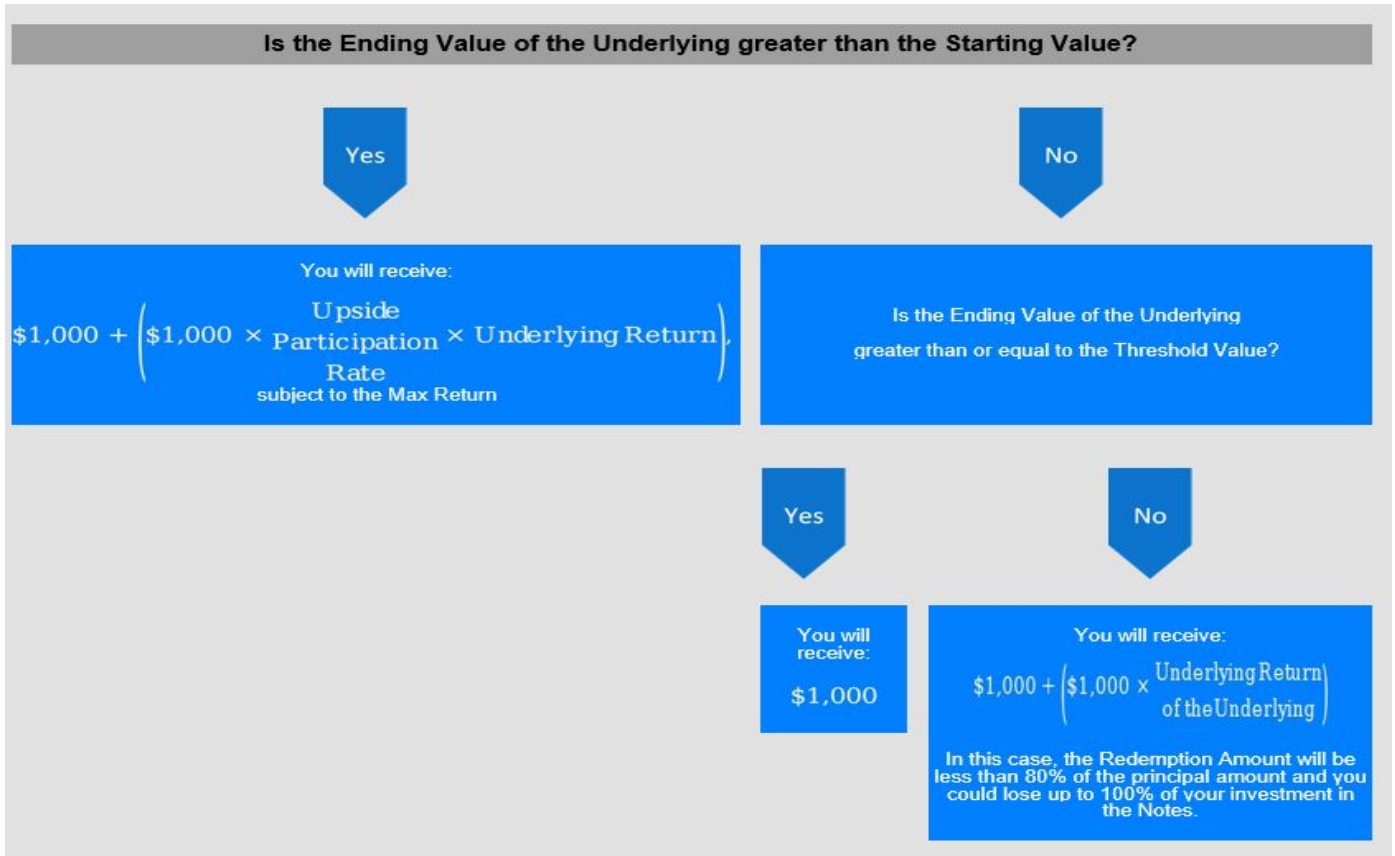 Is the Ending Value of the Underlying greater than the Starting Value?
Yes
No
You will receive:
$1,000 + ($1,000 × Upside Participation Rate × Underlying Return),
subject to the Max Return
Is the Ending Value of the Underlying
greater than or equal to the Threshold Value?
Yes
No
You will
receive:
$1,000
You will receive:
$1,000 + ($1,000 × Underlying Return of the Underlying)
In this case, the Redemption Amount will be
less than 80% of the principal amount and you
could lose up to 100% of your investment in
the Notes.